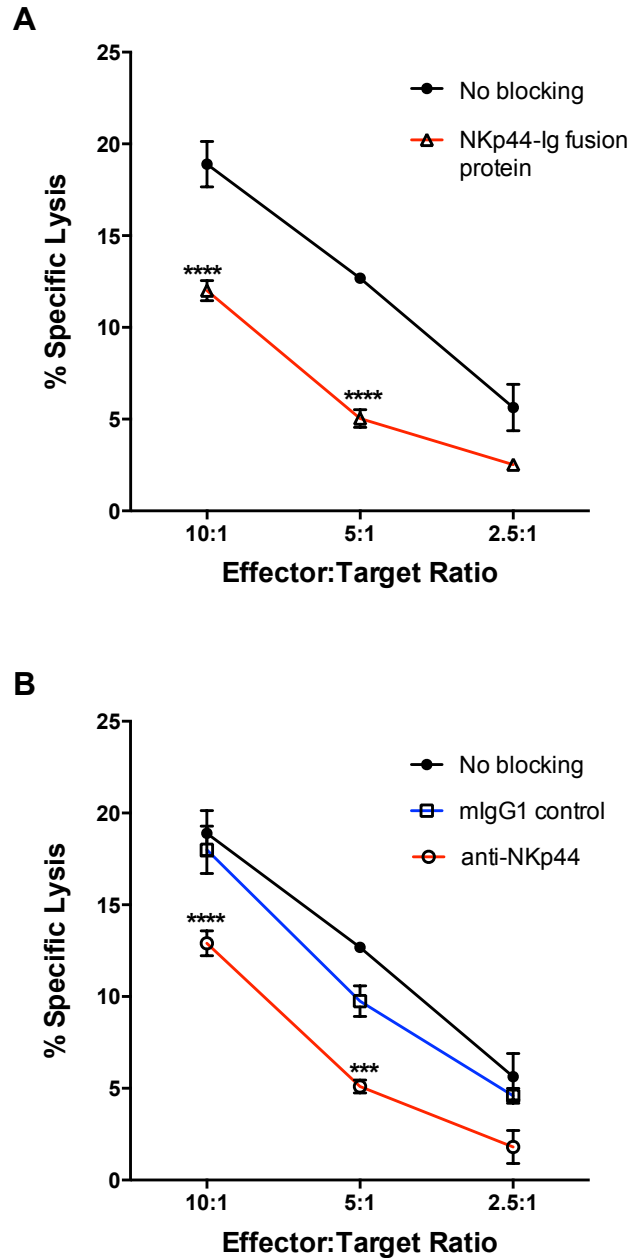 A
25
20
15
10
5
0
% Specific Lysis
No blocking
NKp44-Ig fusion
protein
****
****
10:1
5:1
2.5:1
Effector:Target Ratio
B
25
20
15
10
5
0
% Specific Lysis
No blocking
mIgG1 control
anti-NKp44
****
***
10:1
5:1
2.5:1
Effector:Target Ratio